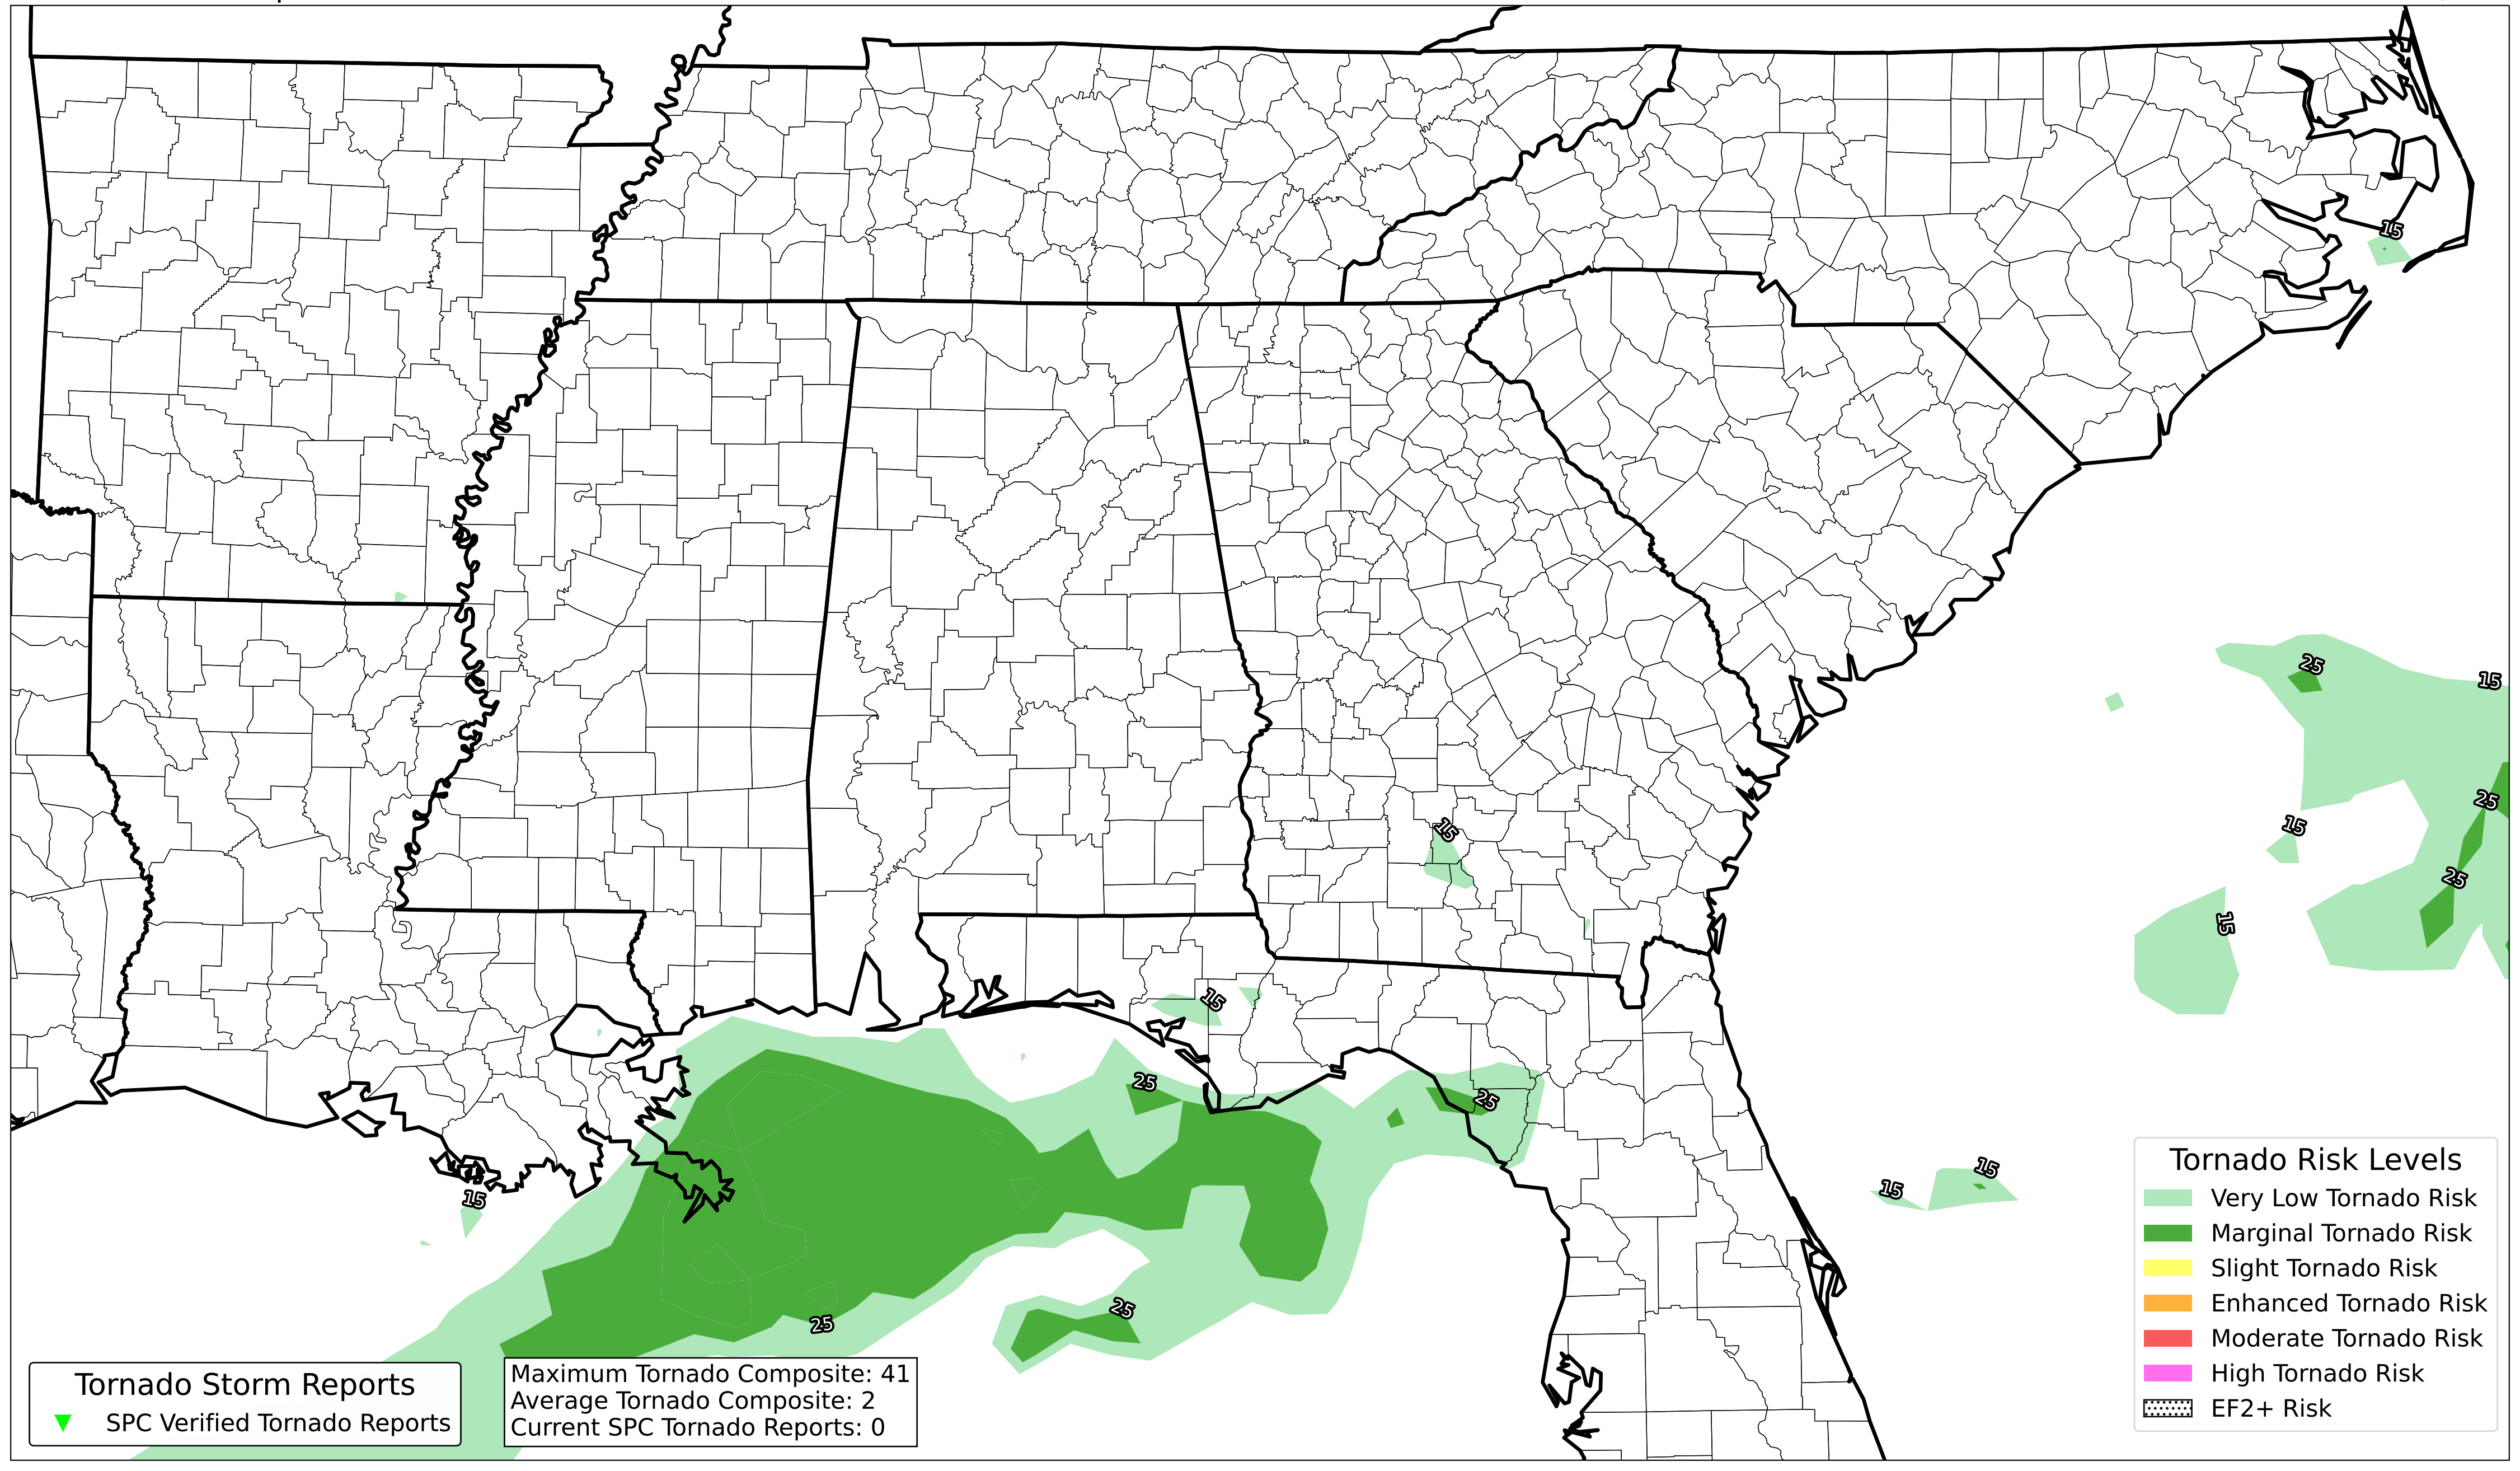 15
25
15
25
15
15
25
15
15
25
25
15
15
15
25
25
Tornado Risk Levels
Very Low Tornado Risk
Marginal Tornado Risk
Slight Tornado Risk
Enhanced Tornado Risk
Moderate Tornado Risk
High Tornado Risk
EF2+ Risk
Tornado Storm Reports
SPC Verified Tornado Reports
Maximum Tornado Composite: 41
Average Tornado Composite: 2
Current SPC Tornado Reports: 0